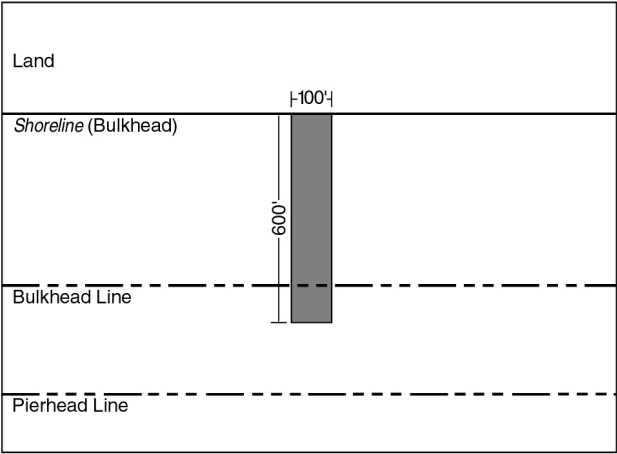 Land
100'
Shoreline (Bulkhead)
600'
Bulkhead Line
Pierhead Line